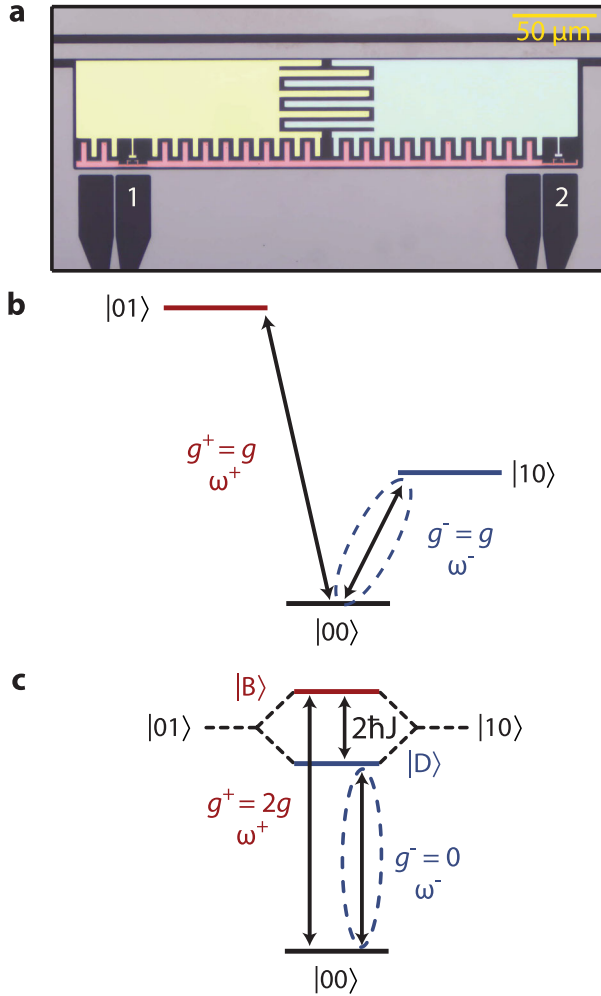 a
50 μm
1
2
b
|01⟩
g⁺ = g
ω⁺
|10⟩
g⁻ = g
ω⁻
|00⟩
c
|B⟩
|01⟩
2ħJ
|10⟩
|D⟩
g⁺ = 2g
ω⁺
g⁻ = 0
ω⁻
|00⟩